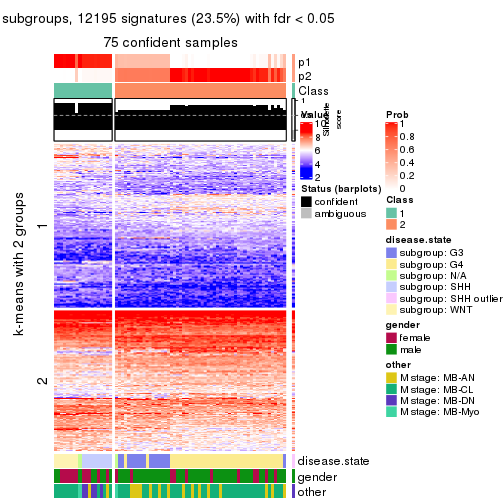 subgroups, 12195 signatures (23.5%) with fdr < 0.05
75 confident samples
p1
p2
Class
1
Silhouette
score
k-means with 2 groups
1
2
disease.state
gender
other
Value
10
8
6
4
2
Status (barplots)
confident
ambiguous
Prob
1
0.8
0.6
0.4
0.2
0
Class
1
2
disease.state
subgroup: G3
subgroup: G4
subgroup: N/A
subgroup: SHH
subgroup: SHH outlier
subgroup: WNT
gender
female
male
other
M stage: MB-AN
M stage: MB-CL
M stage: MB-DN
M stage: MB-Myo